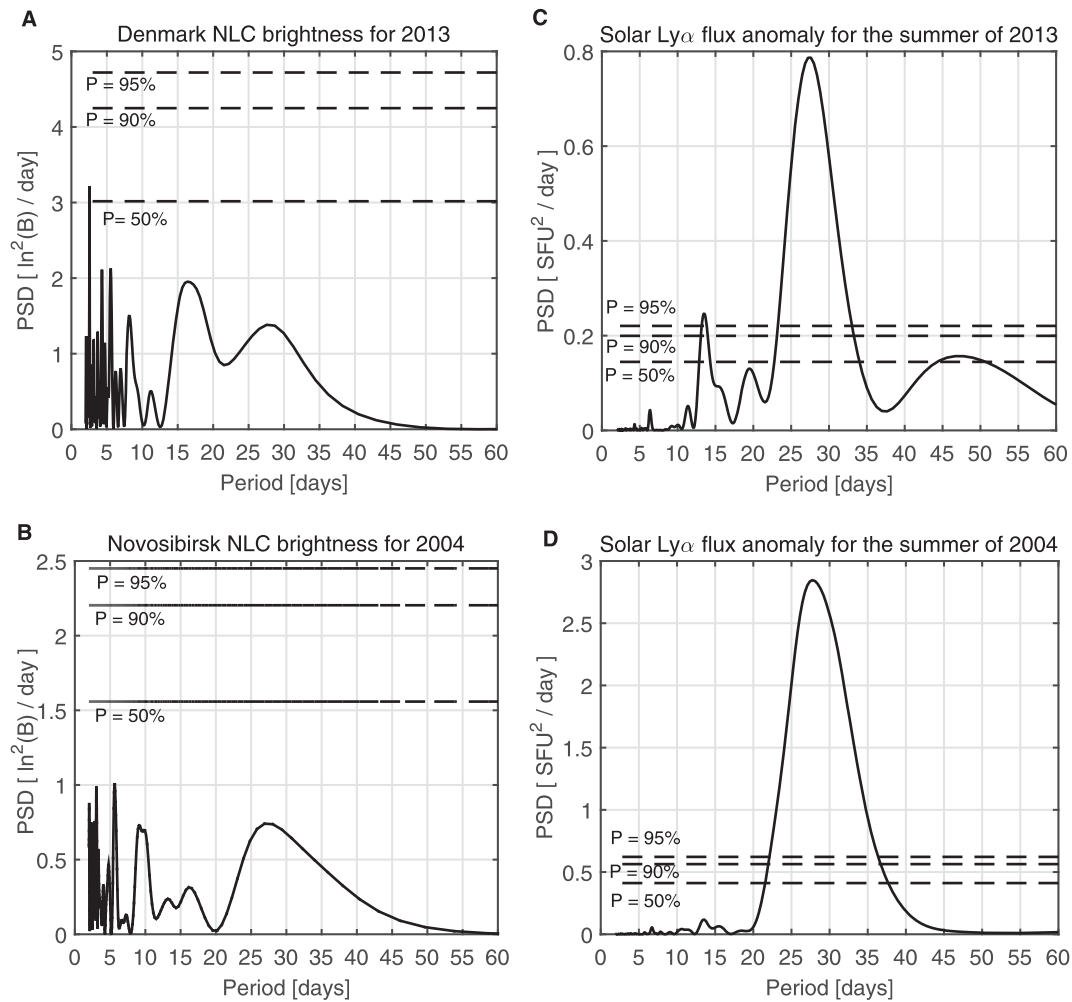 A
Denmark NLC brightness for 2013
5
4
3
2
1
0
P = 95%
P = 90%
P= 50%
PSD [ ln²(B) / day]
0 5 10 15 20 25 30 35 40 45 50 55 60
Period [days]
C
Solar Lyα flux anomaly for the summer of 2013
0.8
0.6
0.4
0.2
0
P = 95%
P = 90%
P = 50%
PSD [ SFU² / day ]
0 5 10 15 20 25 30 35 40 45 50 55 60
Period [days]
B
Novosibirsk NLC brightness for 2004
2.5
2
1.5
1
0.5
0
P = 95%
P = 90%
P = 50%
PSD [ ln²(B) / day ]
0 5 10 15 20 25 30 35 40 45 50 55 60
Period [days]
D
Solar Lyα flux anomaly for the summer of 2004
3
2.5
2
1.5
1
0.5
0
P = 95%
P = 90%
P = 50%
PSD [ SFU² / day ]
0 5 10 15 20 25 30 35 40 45 50 55 60
Period [days]